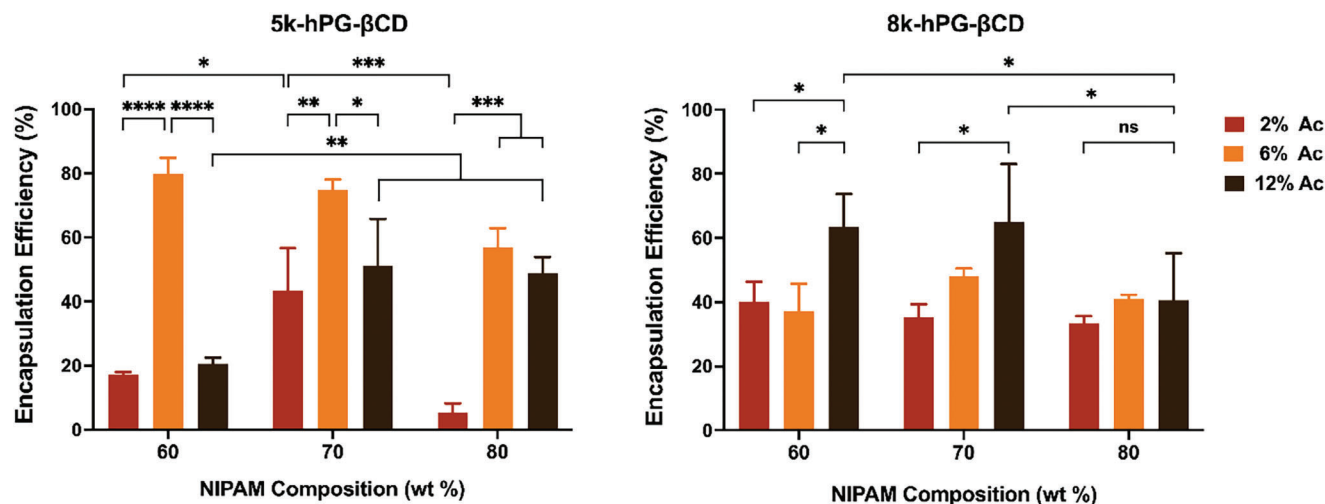 5k-hPG-βCD
Encapsulation Efficiency (%)
100
80
60
40
20
0
* ***
**** **** ** * ***
**
60 70 80
NIPAM Composition (wt %)
8k-hPG-βCD
Encapsulation Efficiency (%)
100
80
60
40
20
0
*
* *
* * ns
60 70 80
NIPAM Composition (wt %)
2% Ac
6% Ac
12% Ac